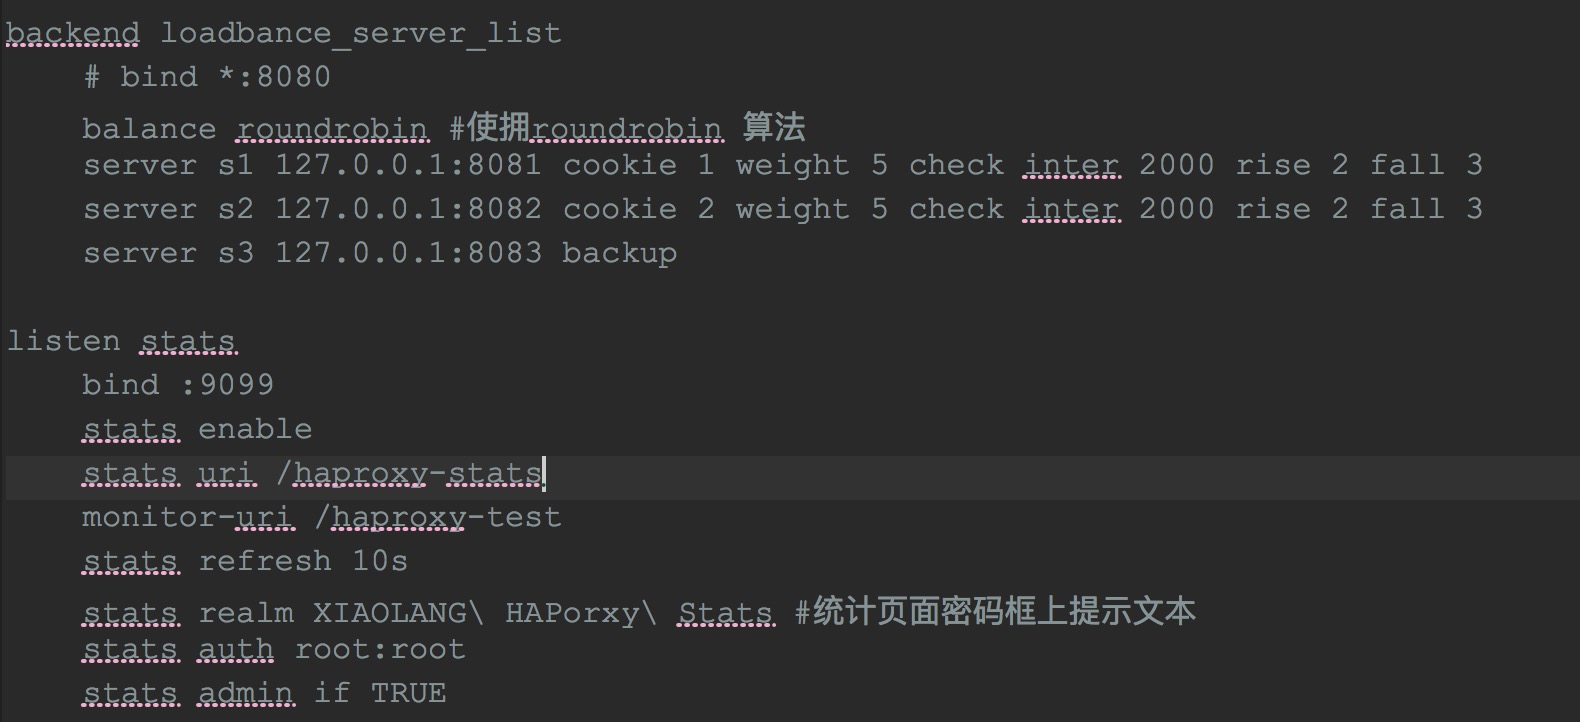 backend loadbance_server_list
    # bind *:8080
    balance roundrobin #使拥roundrobin 算法
    server s1 127.0.0.1:8081 cookie 1 weight 5 check inter 2000 rise 2 fall 3
    server s2 127.0.0.1:8082 cookie 2 weight 5 check inter 2000 rise 2 fall 3
    server s3 127.0.0.1:8083 backup

listen stats
    bind :9099
    stats enable
    stats uri /haproxy-stats
    monitor-uri /haproxy-test
    stats refresh 10s
    stats realm XIAOLANG\ HAPorxy\ Stats #统计页面密码框上提示文本
    stats auth root:root
    stats admin if TRUE